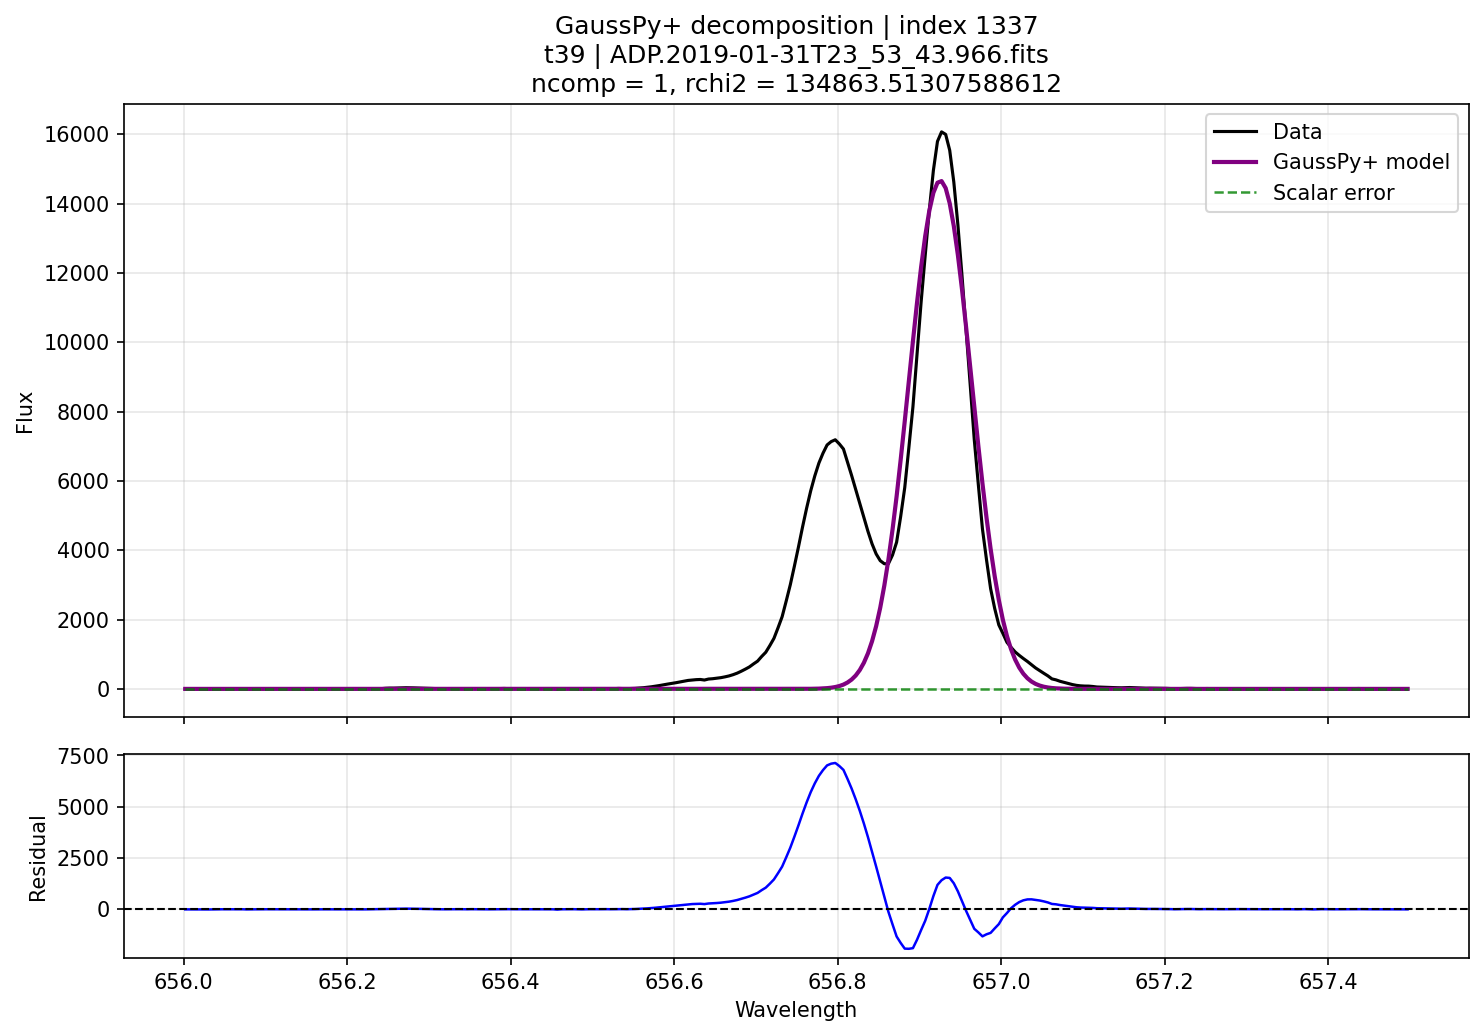 GaussPy+ decomposition | index 1337
t39 | ADP.2019-01-31T23_53_43.966.fits
ncomp = 1, rchi2 = 134863.51307588612
Data
GaussPy+ model
Scalar error
Flux
16000
14000
12000
10000
8000
6000
4000
2000
0
Residual
7500
5000
2500
0
656.0 656.2 656.4 656.6 656.8 657.0 657.2 657.4
Wavelength